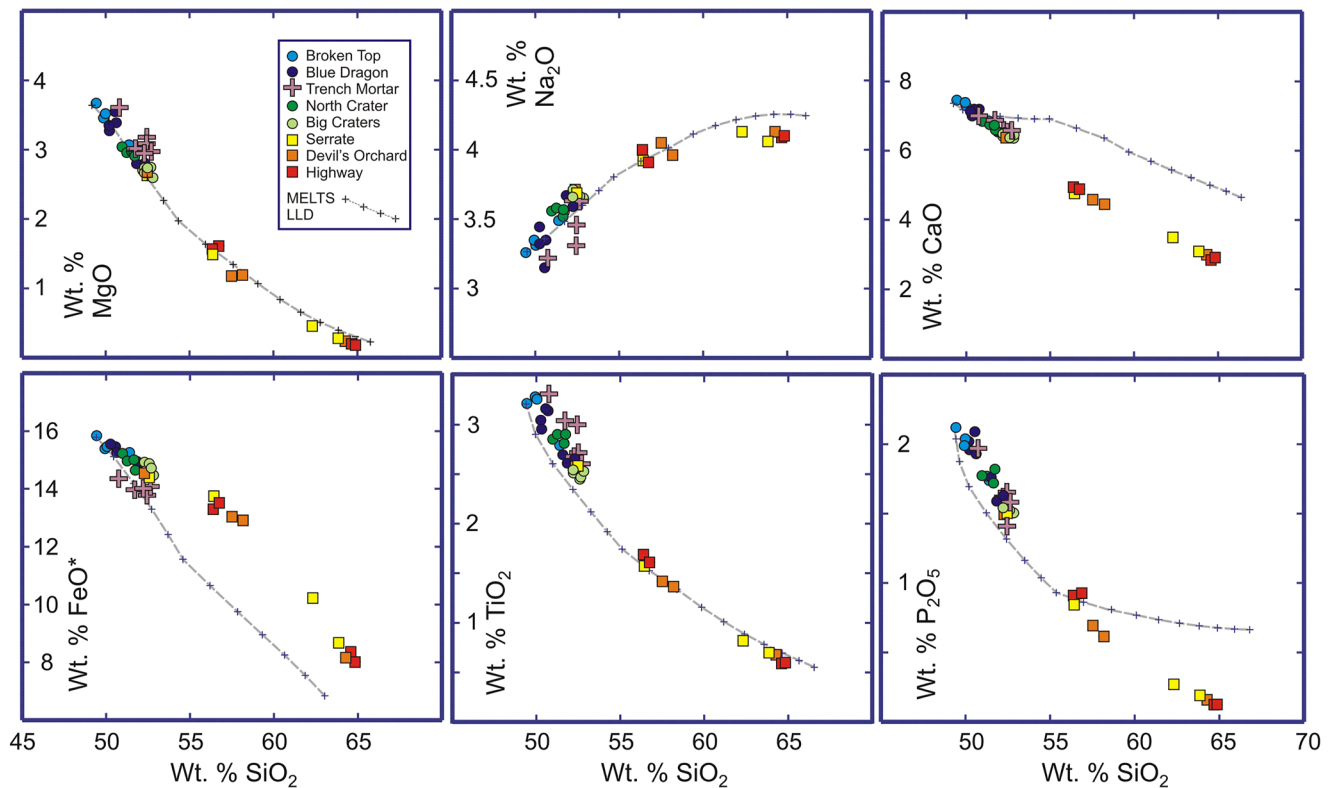 4
3
2
1
Wt. %
MgO
Broken Top
Blue Dragon
Trench Mortar
North Crater
Big Craters
Serrate
Devil's Orchard
Highway
MELTS
LLD
4.5
4
3.5
3
Wt. %
Na₂O
8
6
4
2
Wt. % CaO
16
14
12
10
8
Wt. % FeO*
45 50 55 60 65
Wt. % SiO₂
3
2
1
Wt. % TiO₂
50 55 60 65
Wt. % SiO₂
2
1
Wt. % P₂O₅
50 55 60 65 70
Wt. % SiO₂